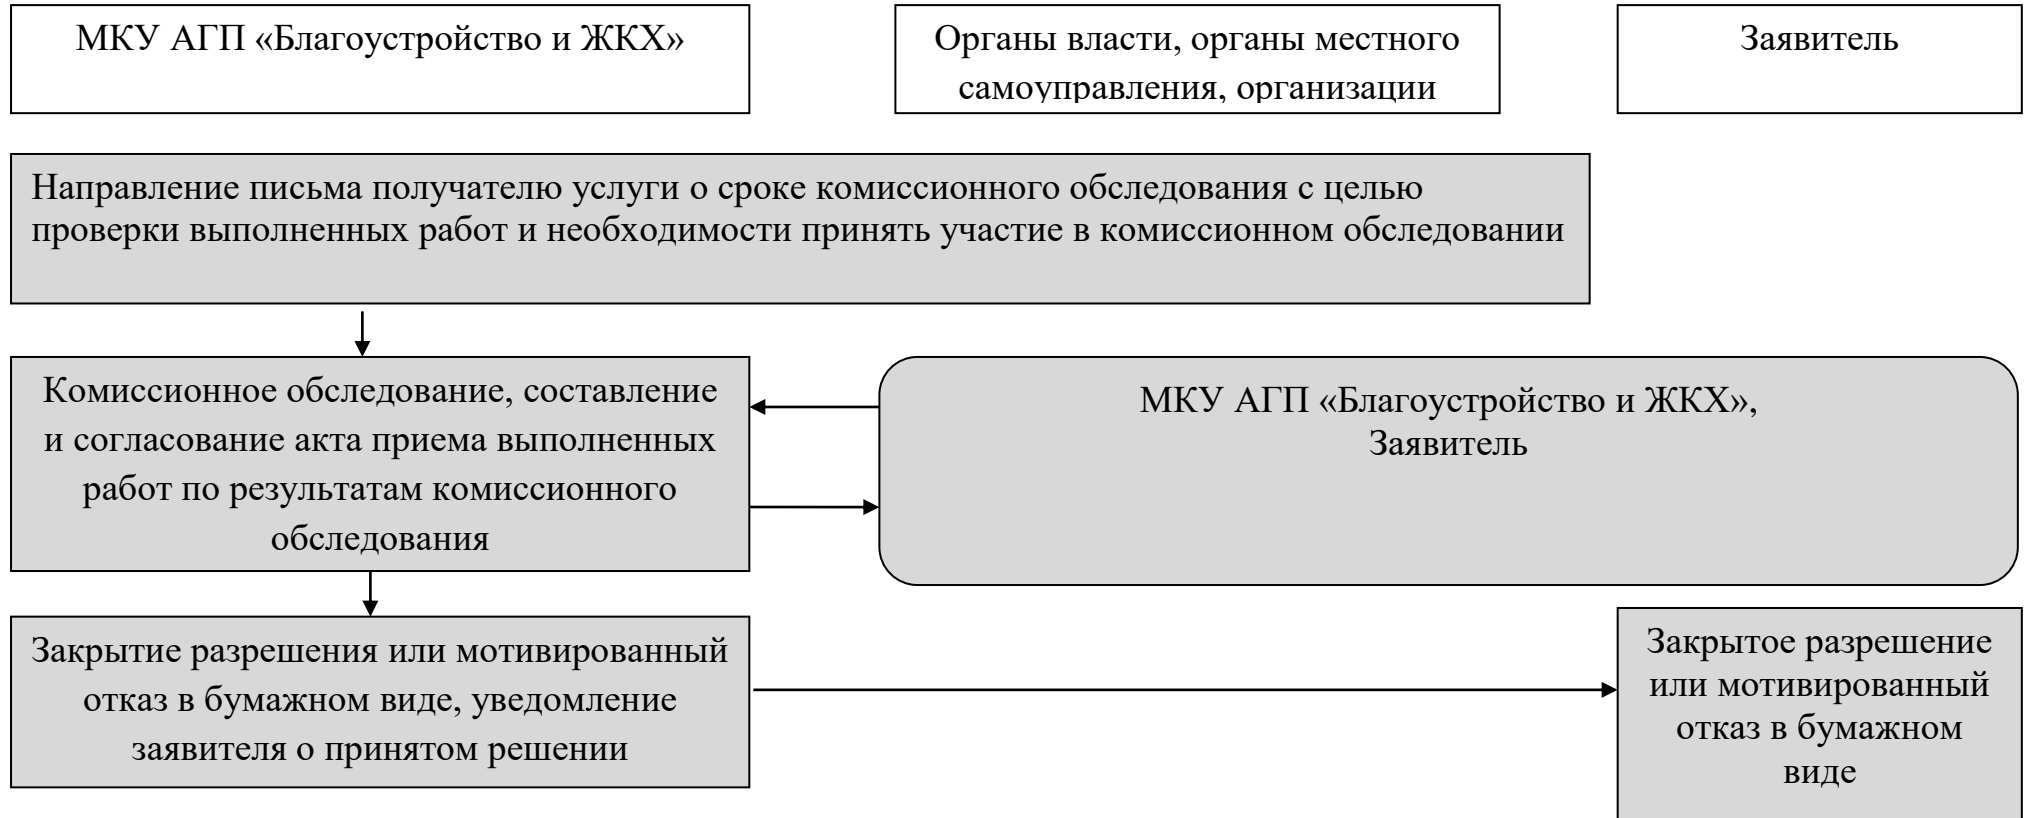 МКУ АГП «Благоустройство и ЖКХ»
Органы власти, органы местного
самоуправления, организации
Заявитель
Направление письма получателю услуги о сроке комиссионного обследования с целью
проверки выполненных работ и необходимости принять участие в комиссионном обследовании
Комиссионное обследование, составление
и согласование акта приема выполненных
работ по результатам комиссионного
обследования
МКУ АГП «Благоустройство и ЖКХ»,
Заявитель
Закрытие разрешения или мотивированный
отказ в бумажном виде, уведомление
заявителя о принятом решении
Закрытое разрешение
или мотивированный
отказ в бумажном
виде